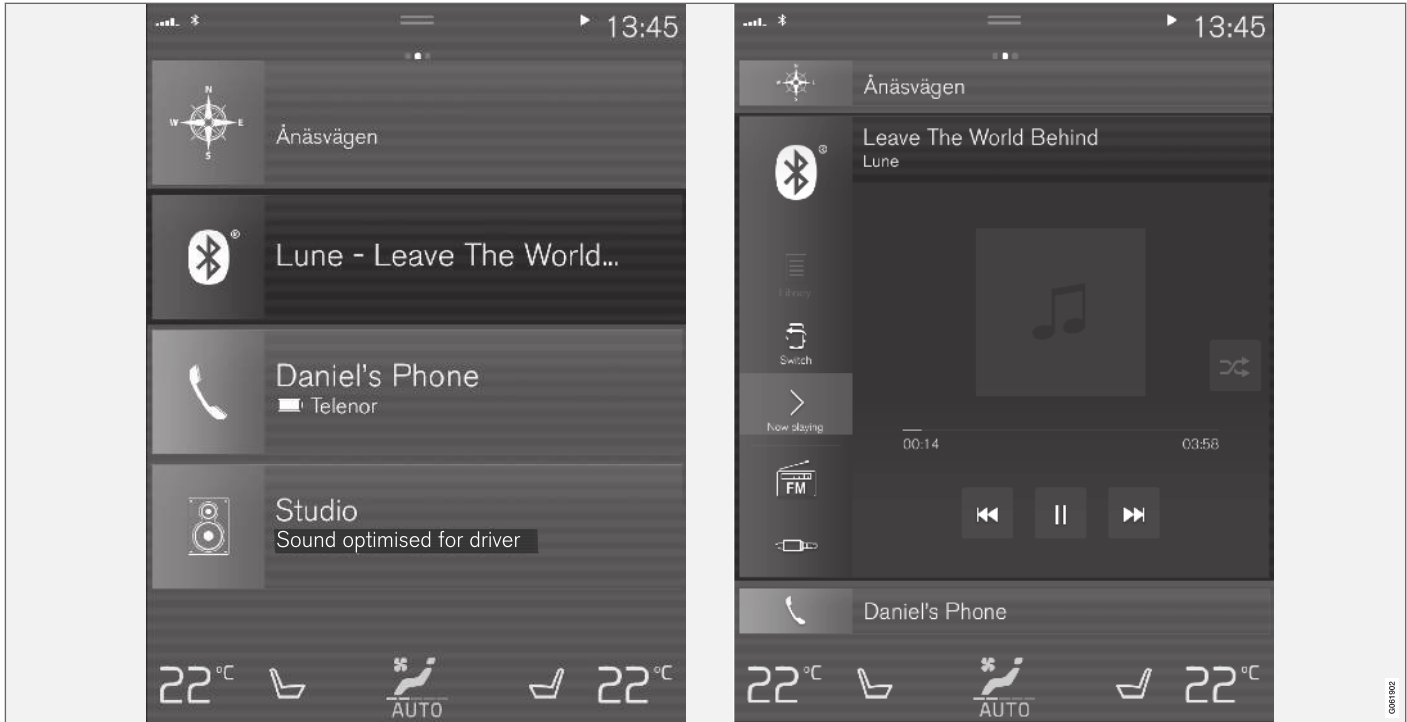 13:45
N
W E
S
Ånäsvägen
Lune - Leave The World...
Daniel's Phone
Telenor
Studio
Sound optimised for driver
22°C
AUTO
22°C
13:45
Ånäsvägen
Leave The World Behind
Lune
Library
Switch
Now playing
00:14
03:58
FM
Daniel's Phone
22°C
AUTO
22°C
G061902